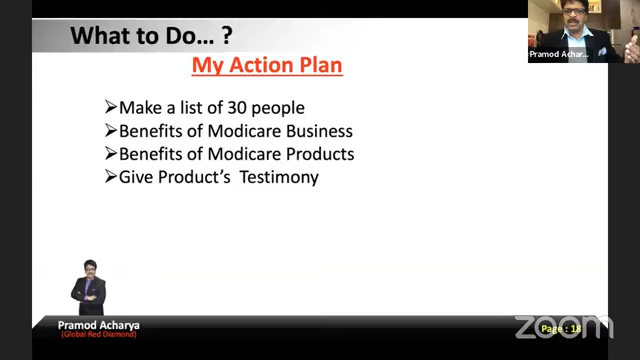 What to Do... ?
My Action Plan
➢Make a list of 30 people
➢Benefits of Modicare Business
➢Benefits of Modicare Products
➢Give Product's Testimony
Pramod Achar...
Pramod Acharya
(Global Red Diamond)
Page : 18
zoom